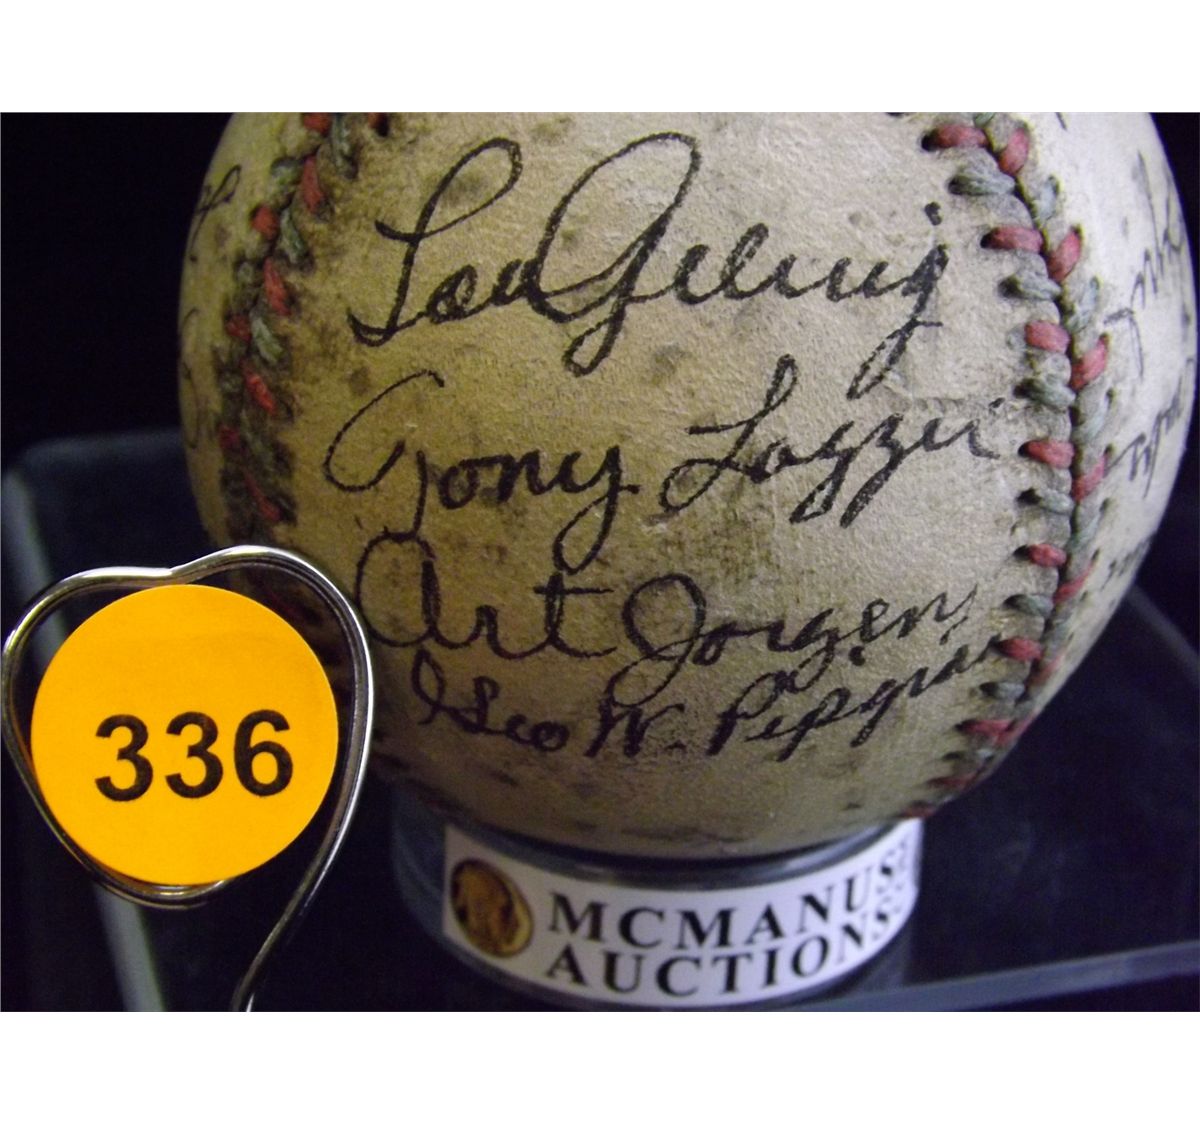 Lou Gehrig
Tony Lazzeri
Art Jorgens
Geo W. Pipgras
336
MCMANUS
AUCTIONS